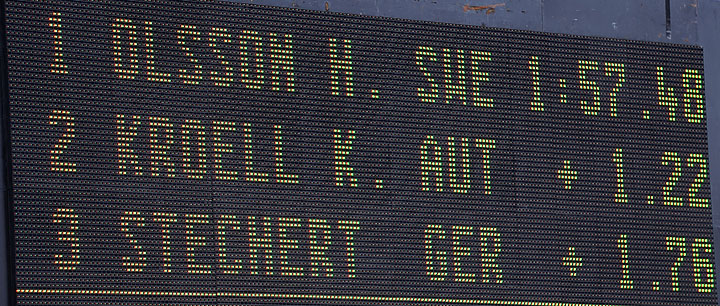 1 OLSSON H. SWE 1:57.48
2 KROELL K. AUT + 1.22
3 STECHERT GER + 1.76